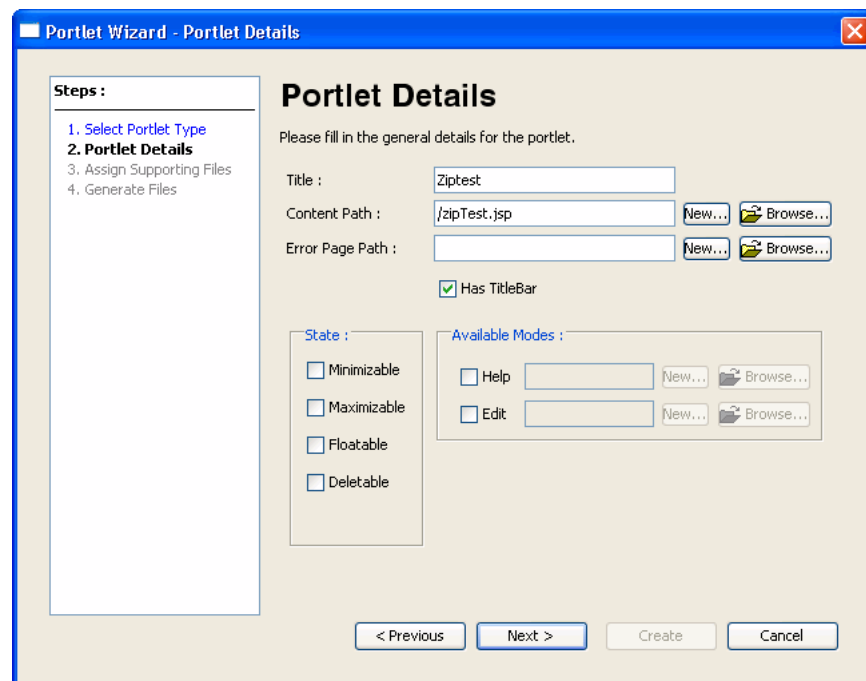 Portlet Wizard - Portlet Details
Steps :
1. Select Portlet Type
2. Portlet Details
3. Assign Supporting Files
4. Generate Files
Portlet Details
Please fill in the general details for the portlet.
Title : Ziptest
Content Path : /zipTest.jsp New... Browse...
Error Page Path : New... Browse...
Has TitleBar
State :
Minimizable
Maximizable
Floatable
Deletable
Available Modes :
Help New... Browse...
Edit New... Browse...
< Previous Next > Create Cancel